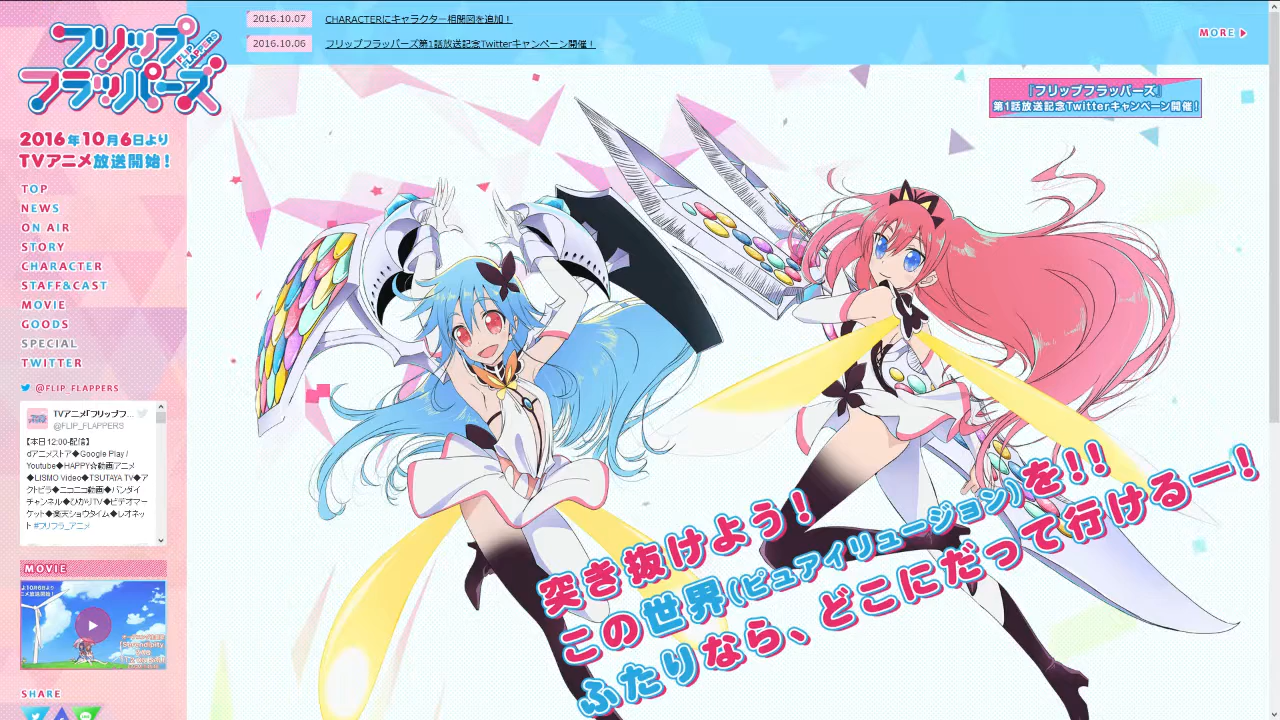 フリップ
フラッパーズ
FLIP FLAPPERS
2016年10月6日より
TVアニメ放送開始！
TOP
NEWS
ON AIR
STORY
CHARACTER
STAFF&CAST
MOVIE
GOODS
SPECIAL
TWITTER
@FLIP_FLAPPERS
TVアニメ「フリップフ...
@FLIP_FLAPPERS
【本日12:00-配信】
dアニメストア◆Google Play /
Youtube◆HAPPY☆動画アニメ
◆LISMO Video◆TSUTAYA TV◆ア
クトビラ◆ニコニコ動画◆バンダイ
チャンネル◆ひかりTV◆ビデオマー
ケット◆楽天ショウタイム◆レオネッ
ト #フリフラ_アニメ
MOVIE
Serendipity
SHARE
2016.10.07 CHARACTERにキャラクター相関図を追加！
2016.10.06 フリップフラッパーズ第1話放送記念Twitterキャンペーン開催！
MORE
『フリップフラッパーズ』
第1話放送記念Twitterキャンペーン開催！
突き抜けよう！
この世界(ピュアイリュージョン)を!!
ふたりなら、どこにだって行けるー！